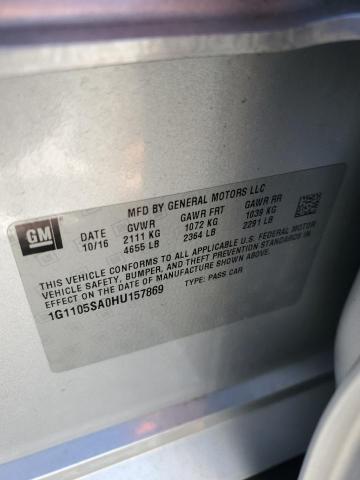 GM
MFD BY GENERAL MOTORS LLC
DATE GVWR GAWR FRT GAWR RR
10/16 2111 KG 1072 KG 1039 KG
4655 LB 2364 LB 2291 LB
THIS VEHICLE CONFORMS TO ALL APPLICABLE U.S. FEDERAL MOTOR
VEHICLE SAFETY, BUMPER, AND THEFT PREVENTION STANDARDS IN
EFFECT ON THE DATE OF MANUFACTURE SHOWN ABOVE.
1G1105SA0HU157869 TYPE: PASS CAR